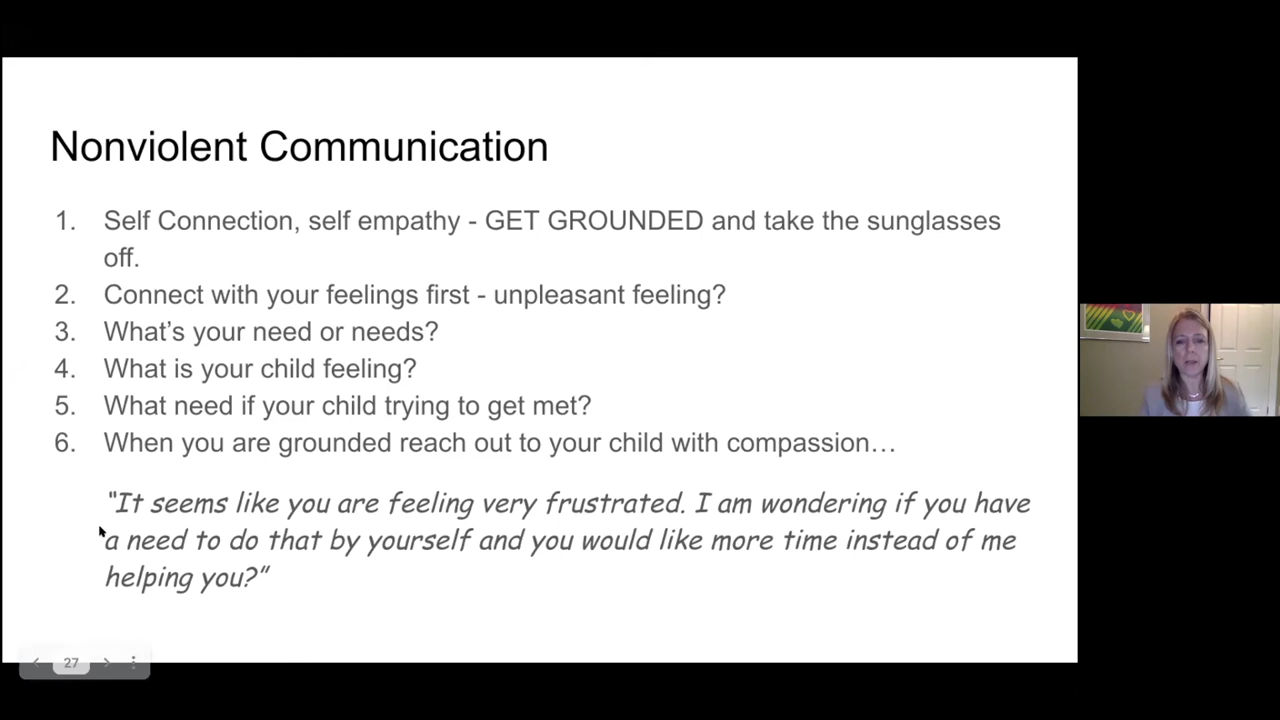 Nonviolent Communication
1. Self Connection, self empathy - GET GROUNDED and take the sunglasses
off.
2. Connect with your feelings first - unpleasant feeling?
3. What’s your need or needs?
4. What is your child feeling?
5. What need if your child trying to get met?
6. When you are grounded reach out to your child with compassion…
“It seems like you are feeling very frustrated. I am wondering if you have
a need to do that by yourself and you would like more time instead of me
helping you?”
27